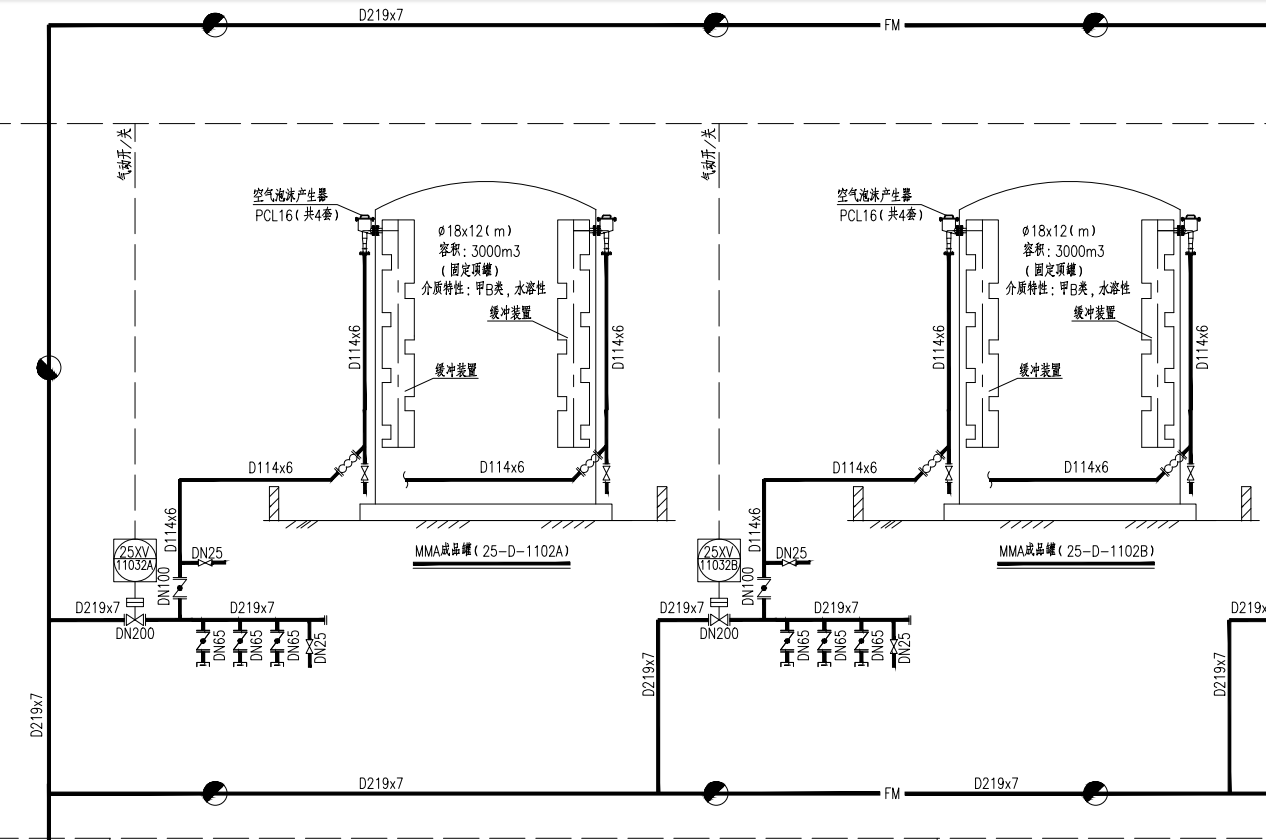 D219x7
FM
气动开/关
气动开/关
空气泡沫产生器
PCL16(共4套)
ø18x12(m)
容积: 3000m3
(固定顶罐)
介质特性: 甲B类, 水溶性
缓冲装置
缓冲装置
D114x6
D114x6
空气泡沫产生器
PCL16(共4套)
ø18x12(m)
容积: 3000m3
(固定顶罐)
介质特性: 甲B类, 水溶性
缓冲装置
缓冲装置
D114x6
D114x6
D114x6
D114x6
D114x6
D114x6
D114x6
D114x6
25XV
11032A
DN25
DN100
MMA成品罐(25-D-1102A)
25XV
11032B
DN25
DN100
MMA成品罐(25-D-1102B)
D219x7
D219x7
DN200
DN65
DN65
DN65
DN25
D219x7
D219x7
DN200
DN65
DN65
DN65
DN25
D219x
D219x7
D219x7
D219x7
D219x7
FM
D219x7